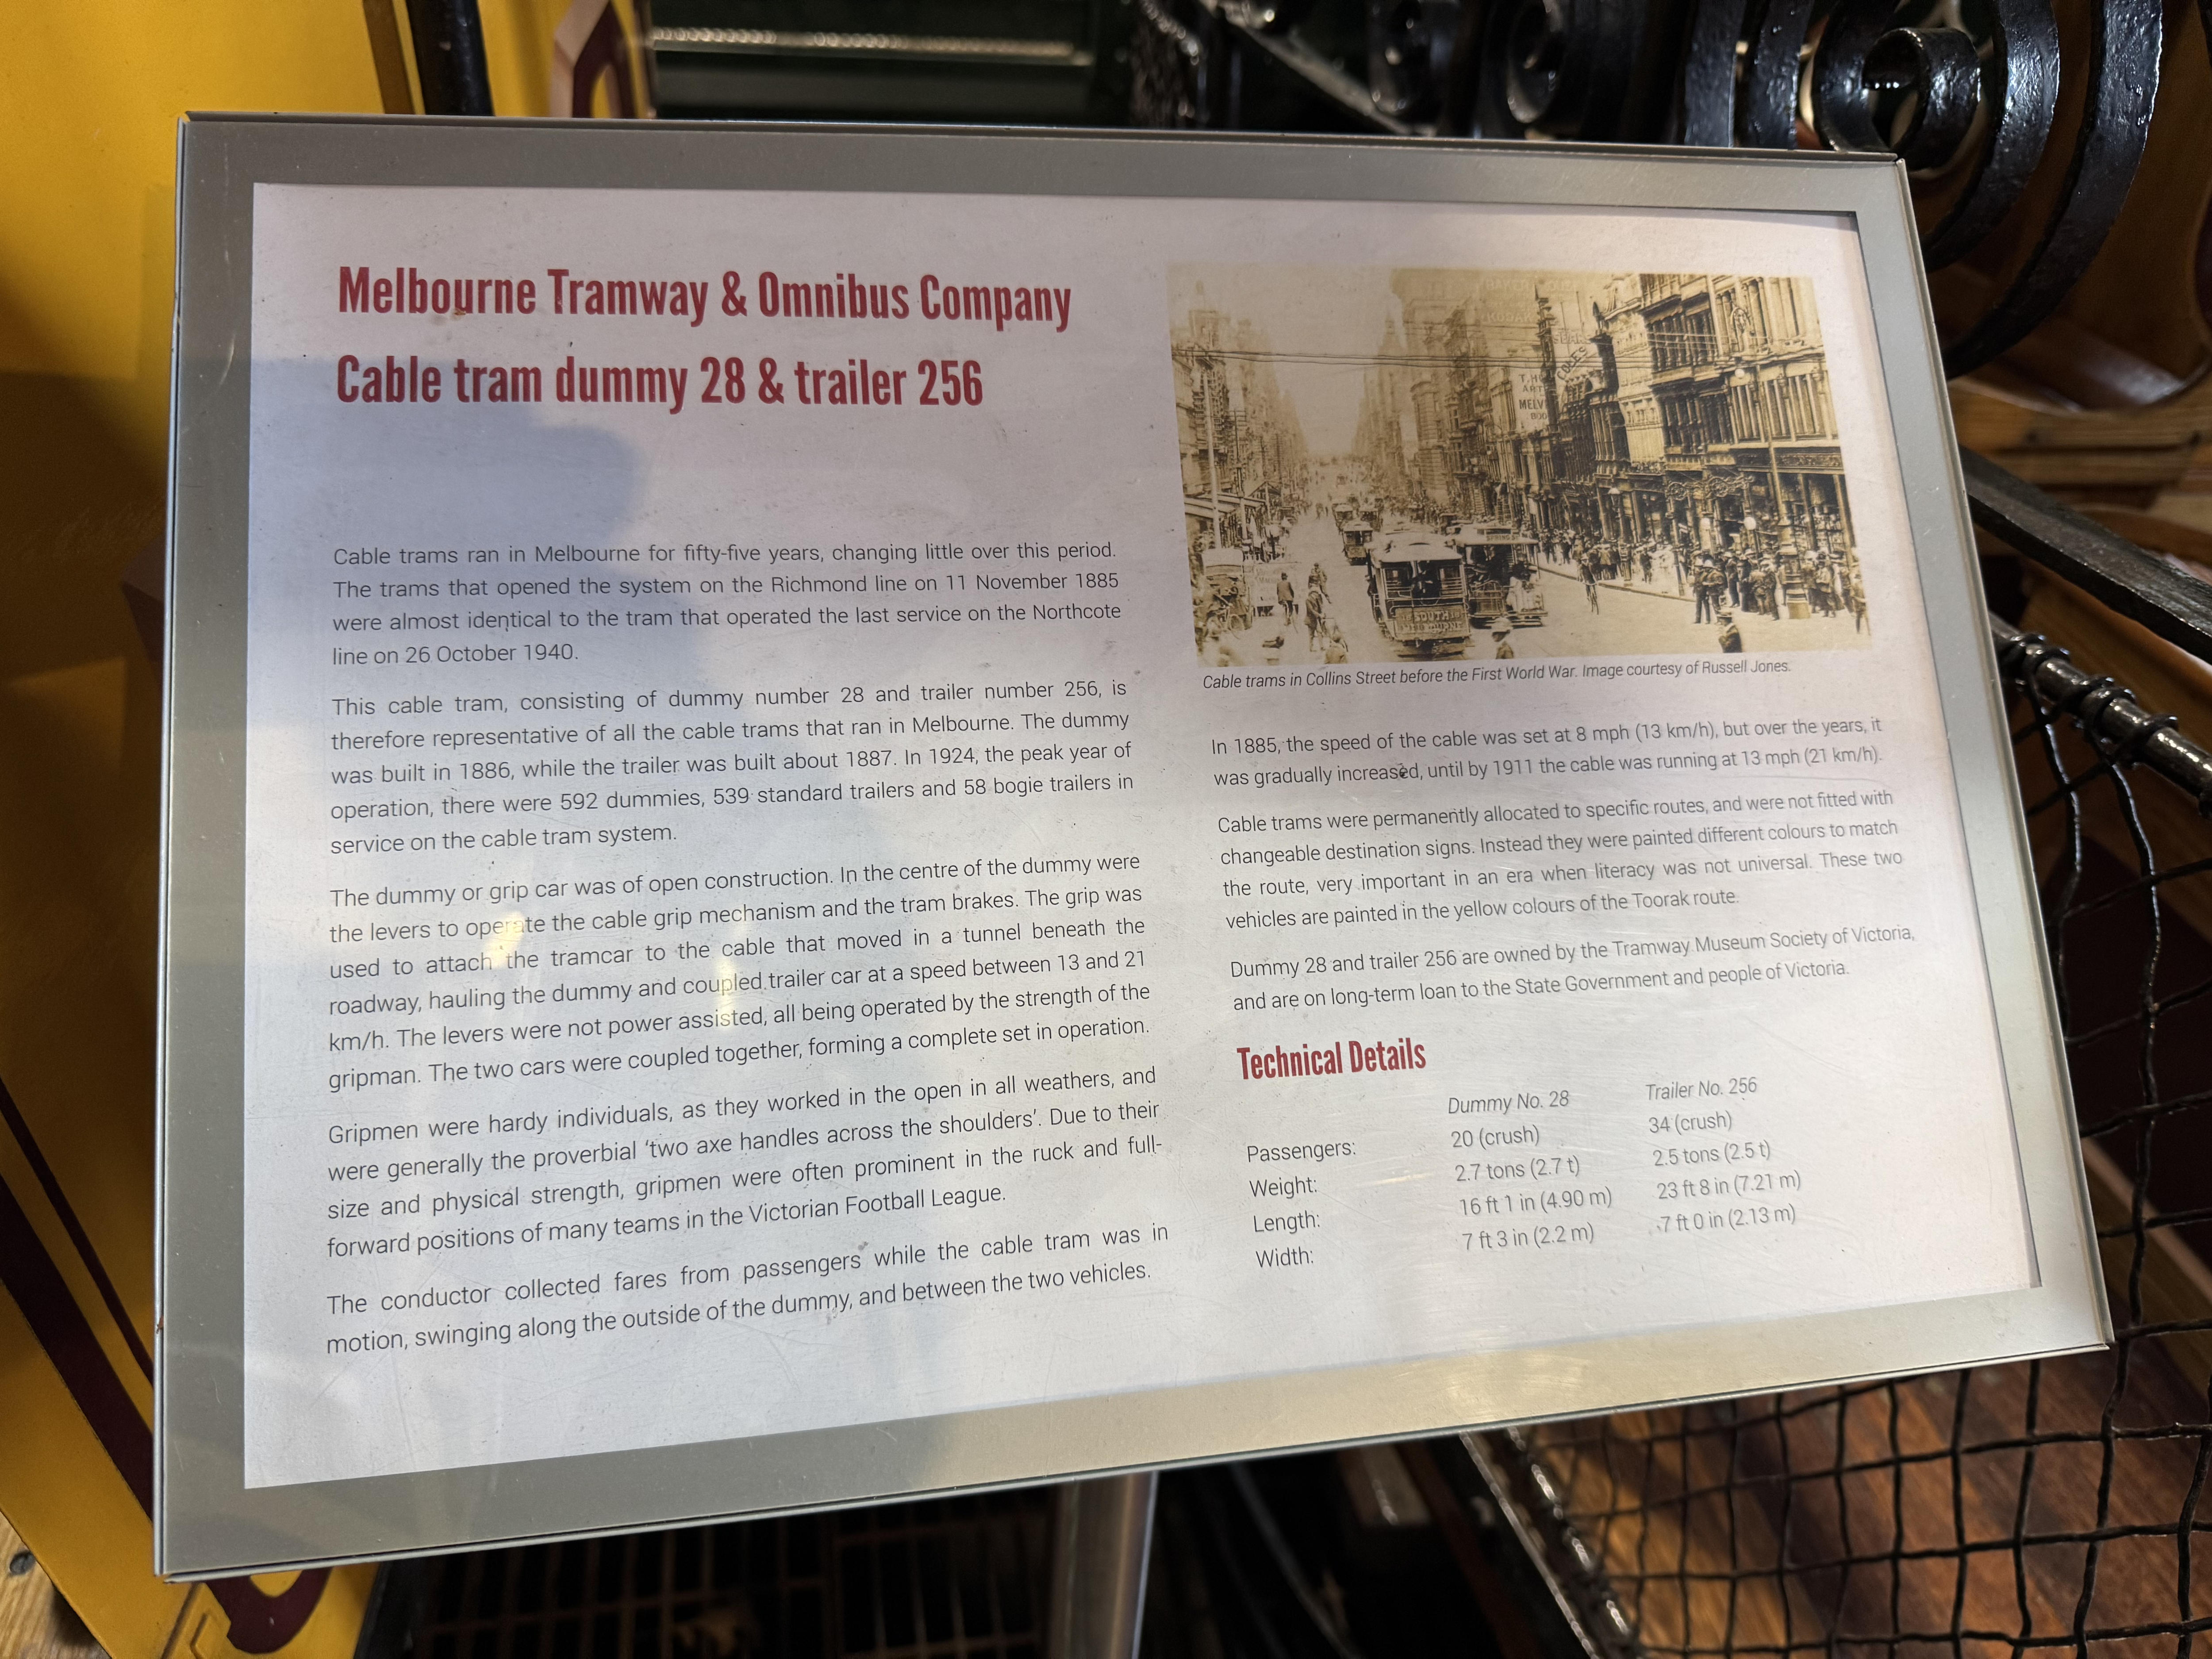 Melbourne Tramway & Omnibus Company
Cable tram dummy 28 & trailer 256
Cable trams ran in Melbourne for fifty-five years, changing little over this period.
The trams that opened the system on the Richmond line on 11 November 1885
were almost identical to the tram that operated the last service on the Northcote
line on 26 October 1940.
This cable tram, consisting of dummy number 28 and trailer number 256, is
therefore representative of all the cable trams that ran in Melbourne. The dummy
was built in 1886, while the trailer was built about 1887. In 1924, the peak year of
operation, there were 592 dummies, 539 standard trailers and 58 bogie trailers in
service on the cable tram system.
The dummy or grip car was of open construction. In the centre of the dummy were
the levers to operate the cable grip mechanism and the tram brakes. The grip was
used to attach the tramcar to the cable that moved in a tunnel beneath the
roadway, hauling the dummy and coupled trailer car at a speed between 13 and 21
km/h. The levers were not power assisted, all being operated by the strength of the
gripman. The two cars were coupled together, forming a complete set in operation.
Gripmen were hardy individuals, as they worked in the open in all weathers, and
were generally the proverbial ‘two axe handles across the shoulders’. Due to their
size and physical strength, gripmen were often prominent in the ruck and full-
forward positions of many teams in the Victorian Football League.
The conductor collected fares from passengers while the cable tram was in
motion, swinging along the outside of the dummy, and between the two vehicles.
KODAK
T.H.
ART
MELV
BOO
SOUTH
MELBOURNE
Cable trams in Collins Street before the First World War. Image courtesy of Russell Jones.
In 1885, the speed of the cable was set at 8 mph (13 km/h), but over the years, it
was gradually increased, until by 1911 the cable was running at 13 mph (21 km/h).
Cable trams were permanently allocated to specific routes, and were not fitted with
changeable destination signs. Instead they were painted different colours to match
the route, very important in an era when literacy was not universal. These two
vehicles are painted in the yellow colours of the Toorak route.
Dummy 28 and trailer 256 are owned by the Tramway Museum Society of Victoria,
and are on long-term loan to the State Government and people of Victoria.
Technical Details
Dummy No. 28 Trailer No. 256
Passengers: 20 (crush) 34 (crush)
Weight: 2.7 tons (2.7 t) 2.5 tons (2.5 t)
Length: 16 ft 1 in (4.90 m) 23 ft 8 in (7.21 m)
Width: 7 ft 3 in (2.2 m) 7 ft 0 in (2.13 m)